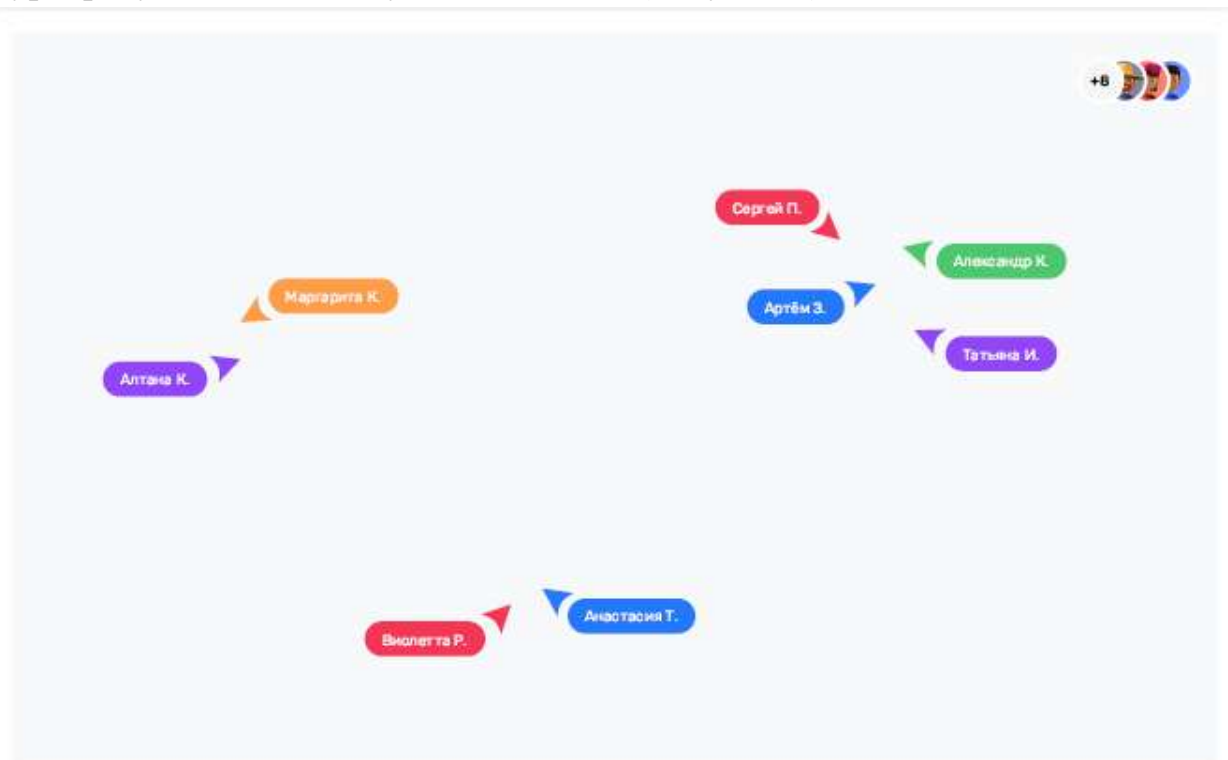 +8
Сергей П.
Александр К.
Маргарита К.
Артём З.
Татьяна И.
Алтана К.
Анастасия Т.
Виолетта Р.